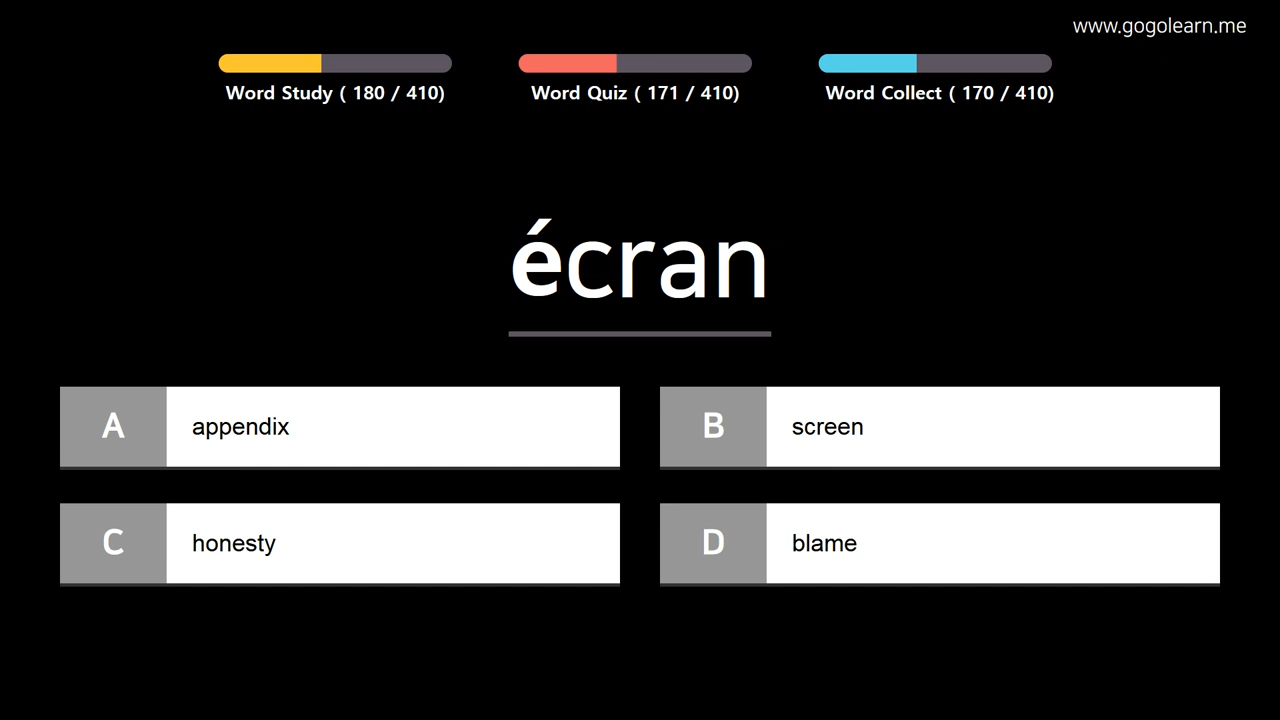 www.gogolearn.me
Word Study ( 180 / 410)
Word Quiz ( 171 / 410)
Word Collect ( 170 / 410)
écran
A appendix
B screen
C honesty
D blame